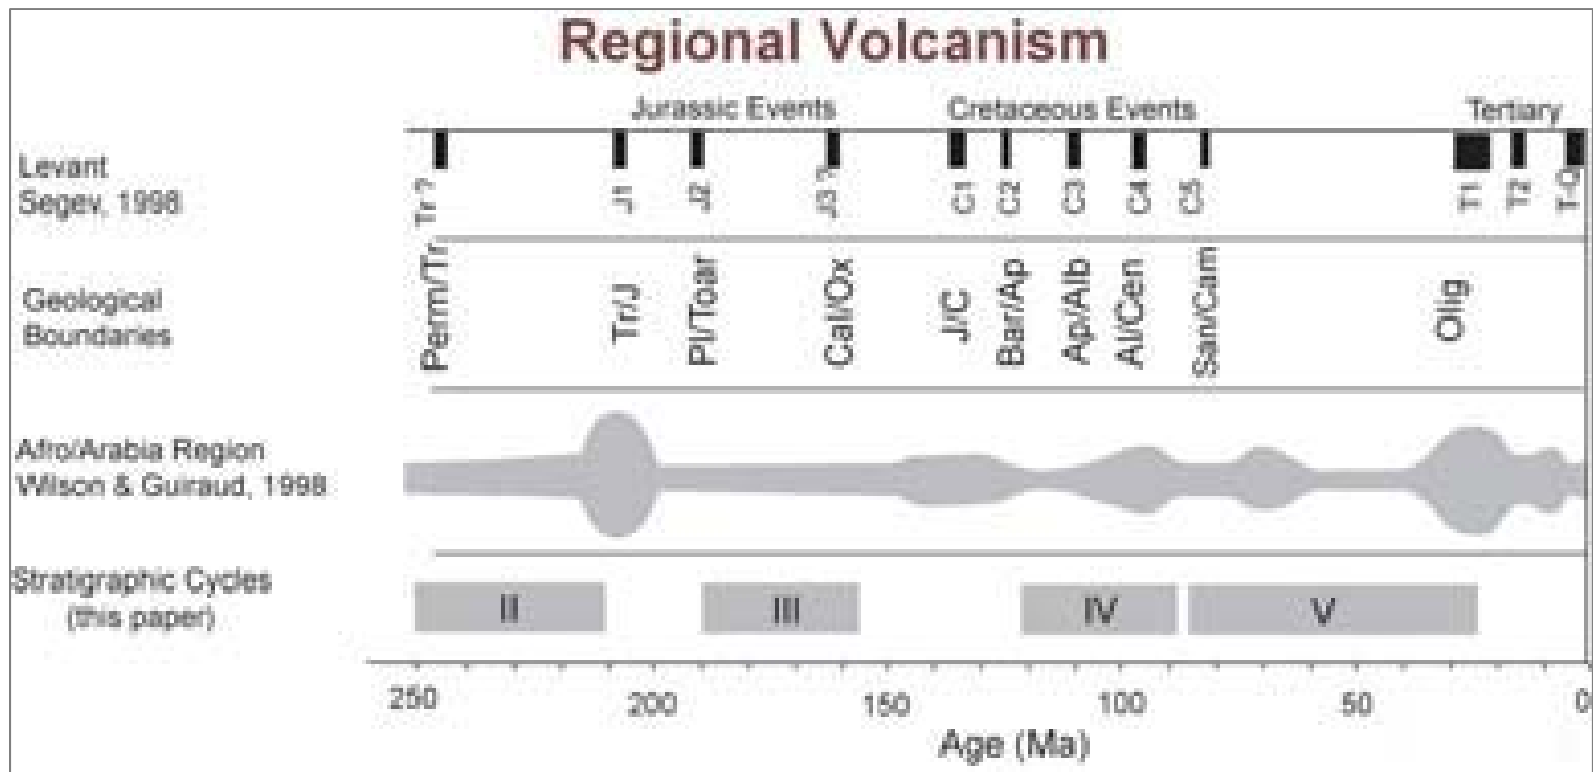 Regional Volcanism
Jurassic Events
Cretaceous Events
Tertiary
Levant
Segev, 1998
Tr ?
J1
J2
J3 ?
C1
C2
C3
C4
C5
T1
T2
T-Q
Geological
Boundaries
Perm/Tr
Tr/J
Pl/Toar
Cal/Ox
J/C
Bar/Ap
Ap/Alb
Al/Cen
San/Cam
Olig
Afro/Arabia Region
Wilson & Guiraud, 1998
Stratigraphic Cycles
(this paper)
II
III
IV
V
250
200
150
100
50
0
Age (Ma)